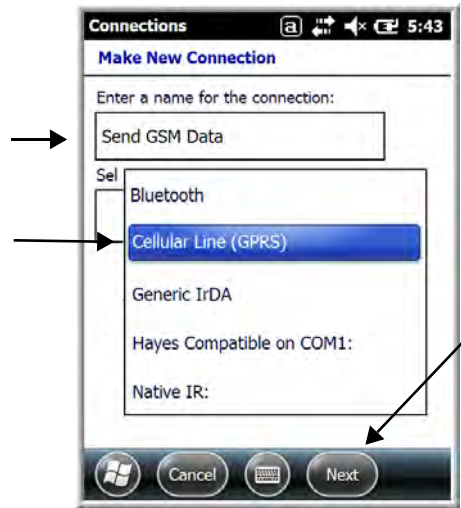 Connections a 5:43
Make New Connection
Enter a name for the connection:
Send GSM Data
Sel
Bluetooth
Cellular Line (GPRS)
Generic IrDA
Hayes Compatible on COM1:
Native IR:
Cancel Next